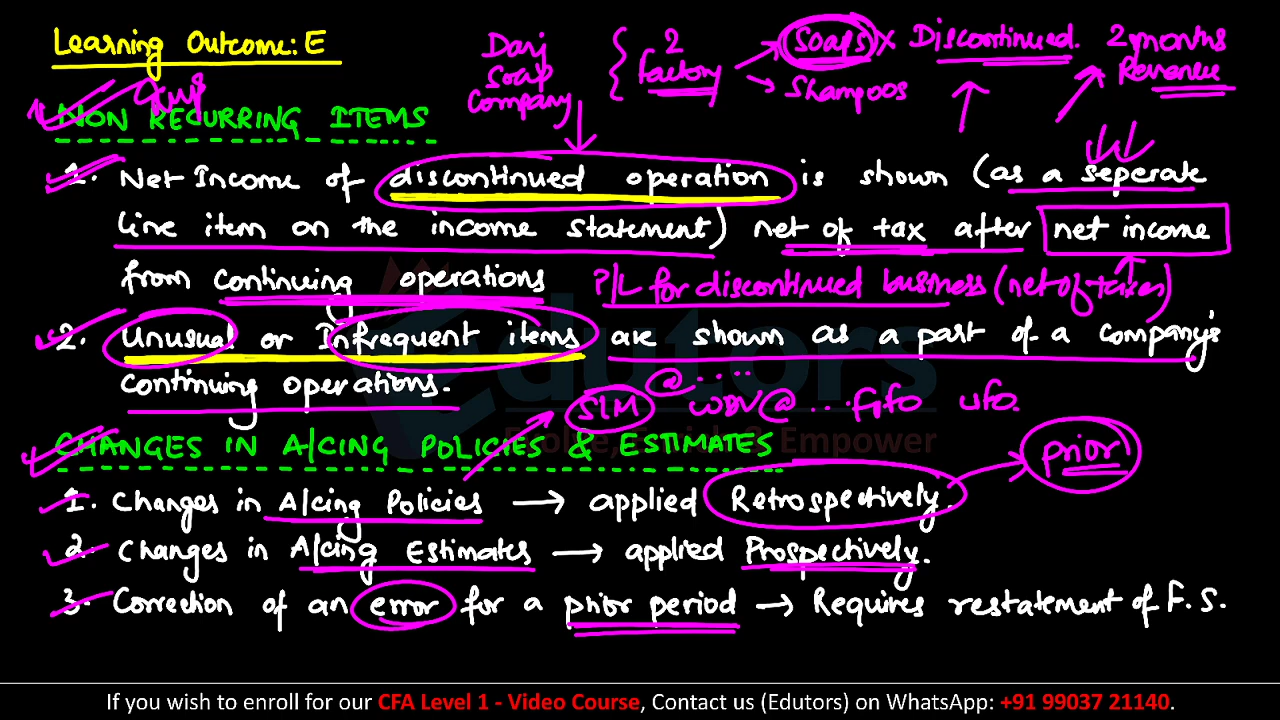 Learning Outcome: E
Darj Soap Company
2 factory
Soaps x Discontinued. 2 months Revenue
Shampoos
NON RECURRING ITEMS
1. Net Income of discontinued operation is shown (as a seperate
line item on the income statement) net of tax after net income
from continuing operations
P/L for discontinued business (net of taxes)
2. Unusual or Infrequent items are shown as a part of a company's
continuing operations.
SLM @.... WDV @... fifo
CHANGES IN A/CING POLICIES & ESTIMATES
prior
1. Changes in A/cing Policies → applied Retrospectively.
2. Changes in A/cing Estimates → applied Prospectively.
3. Correction of an error for a prior period → Requires restatement of F.S.
Edutors
Evolve, Enrich & Empower
If you wish to enroll for our CFA Level 1 - Video Course, Contact us (Edutors) on WhatsApp: +91 99037 21140.